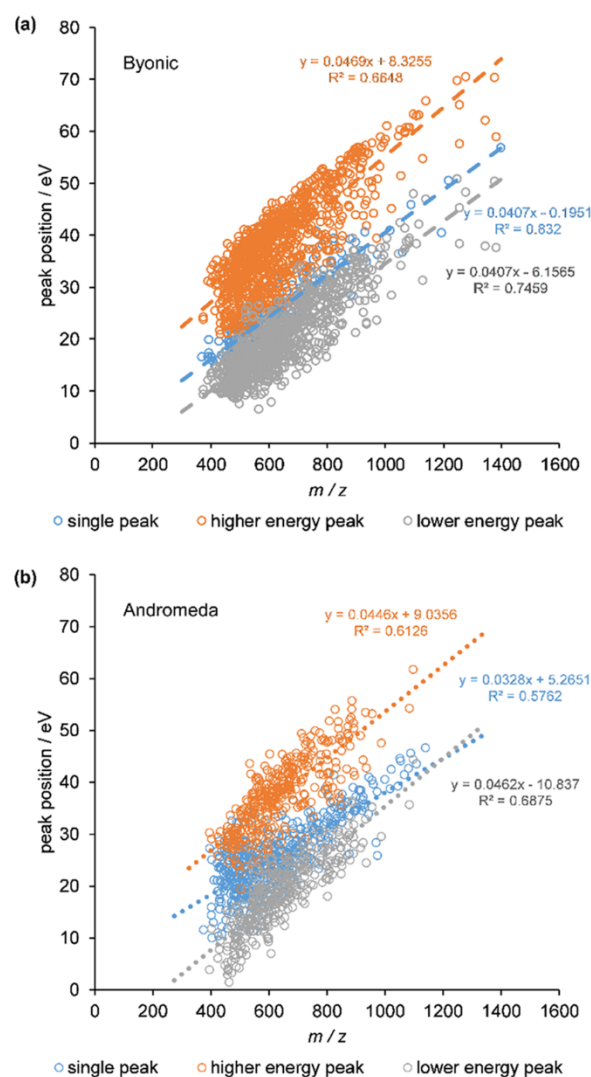 (a)
Byonic
y = 0.0469x + 8.3255
R² = 0.6648
80
70
60
50
40
30
20
10
0
peak position / eV
y = 0.0407x - 0.1951
R² = 0.832
y = 0.0407x - 6.1565
R² = 0.7459
0 200 400 600 800 1000 1200 1400 1600
m / z
single peak higher energy peak lower energy peak
(b)
Andromeda
y = 0.0446x + 9.0356
R² = 0.6126
80
70
60
50
40
30
20
10
0
peak position / eV
y = 0.0328x + 5.2651
R² = 0.5762
y = 0.0462x - 10.837
R² = 0.6875
0 200 400 600 800 1000 1200 1400 1600
m / z
single peak higher energy peak lower energy peak